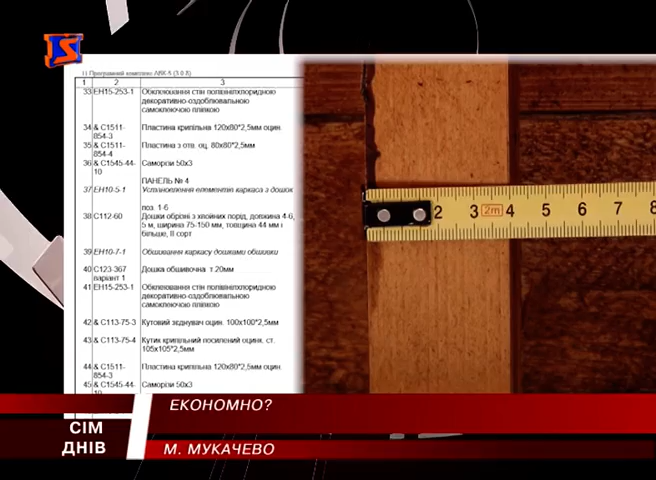 1) Програмний комплекс АВК-5 (3.0.8)
1 2 3
33 ЕН15-253-1 Обклеювання стін полівінілхлоридною
декоративно-оздоблювальною
самоклеючою плівкою
34 & С1511-854-3 Пластина кріпильна 120х80*2,5мм оцин.
35 & С1511-854-4 Пластина з отв. оц. 80х80*2,5мм
36 & С1545-44-10 Саморізи 50х3
ПАНЕЛЬ № 4
37 ЕН10-5-1 Установлення елементів каркаса з дощок
поз. 1-6
38 С112-60 Дошки обрізні з хвойних порід, довжина 4-6,
5 м, ширина 75-150 мм, товщина 44 мм і
більше, II сорт
39 ЕН10-7-1 Обшивання каркасу дошками обшивки
40 С123-367 варіант 1 Дошка обшивочна т.20мм
41 ЕН15-253-1 Обклеювання стін полівінілхлоридною
декоративно-оздоблювальною
самоклеючою плівкою
42 & С113-75-3 Кутовий з'єднувач оцин. 100х100*2,5мм
43 & С113-75-4 Кутик кріпильний посилений оцинк. ст.
105х105*2,5мм
44 & С1511-854-3 Пластина кріпильна 120х80*2,5мм оцин.
45 & С1545-44-10 Саморізи 50х3
2 3 2m 4 5 6 7 8
ЕКОНОМНО?
СІМ
ДНІВ
М. МУКАЧЕВО